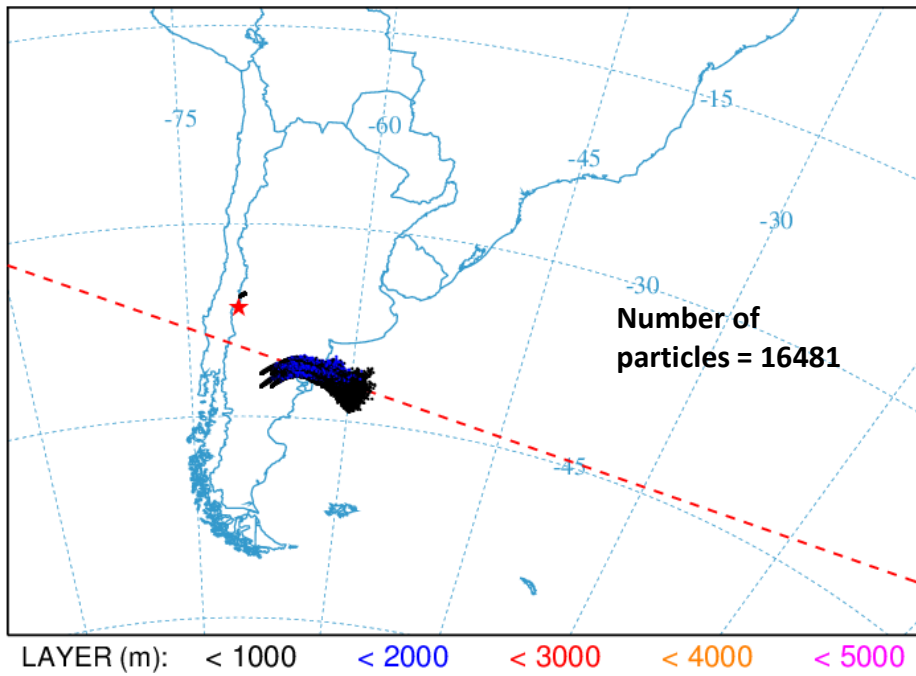 -75
-60
-15
-45
-30
-30
Number of
particles = 16481
-45
LAYER (m): < 1000 < 2000 < 3000 < 4000 < 5000